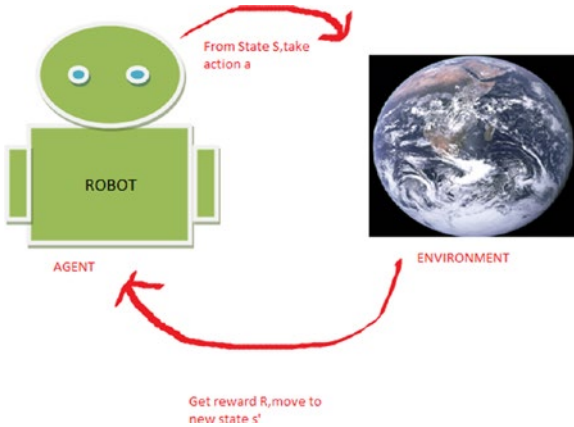 From State S,take
action a
ROBOT
AGENT
ENVIRONMENT
Get reward R,move to
new state s'